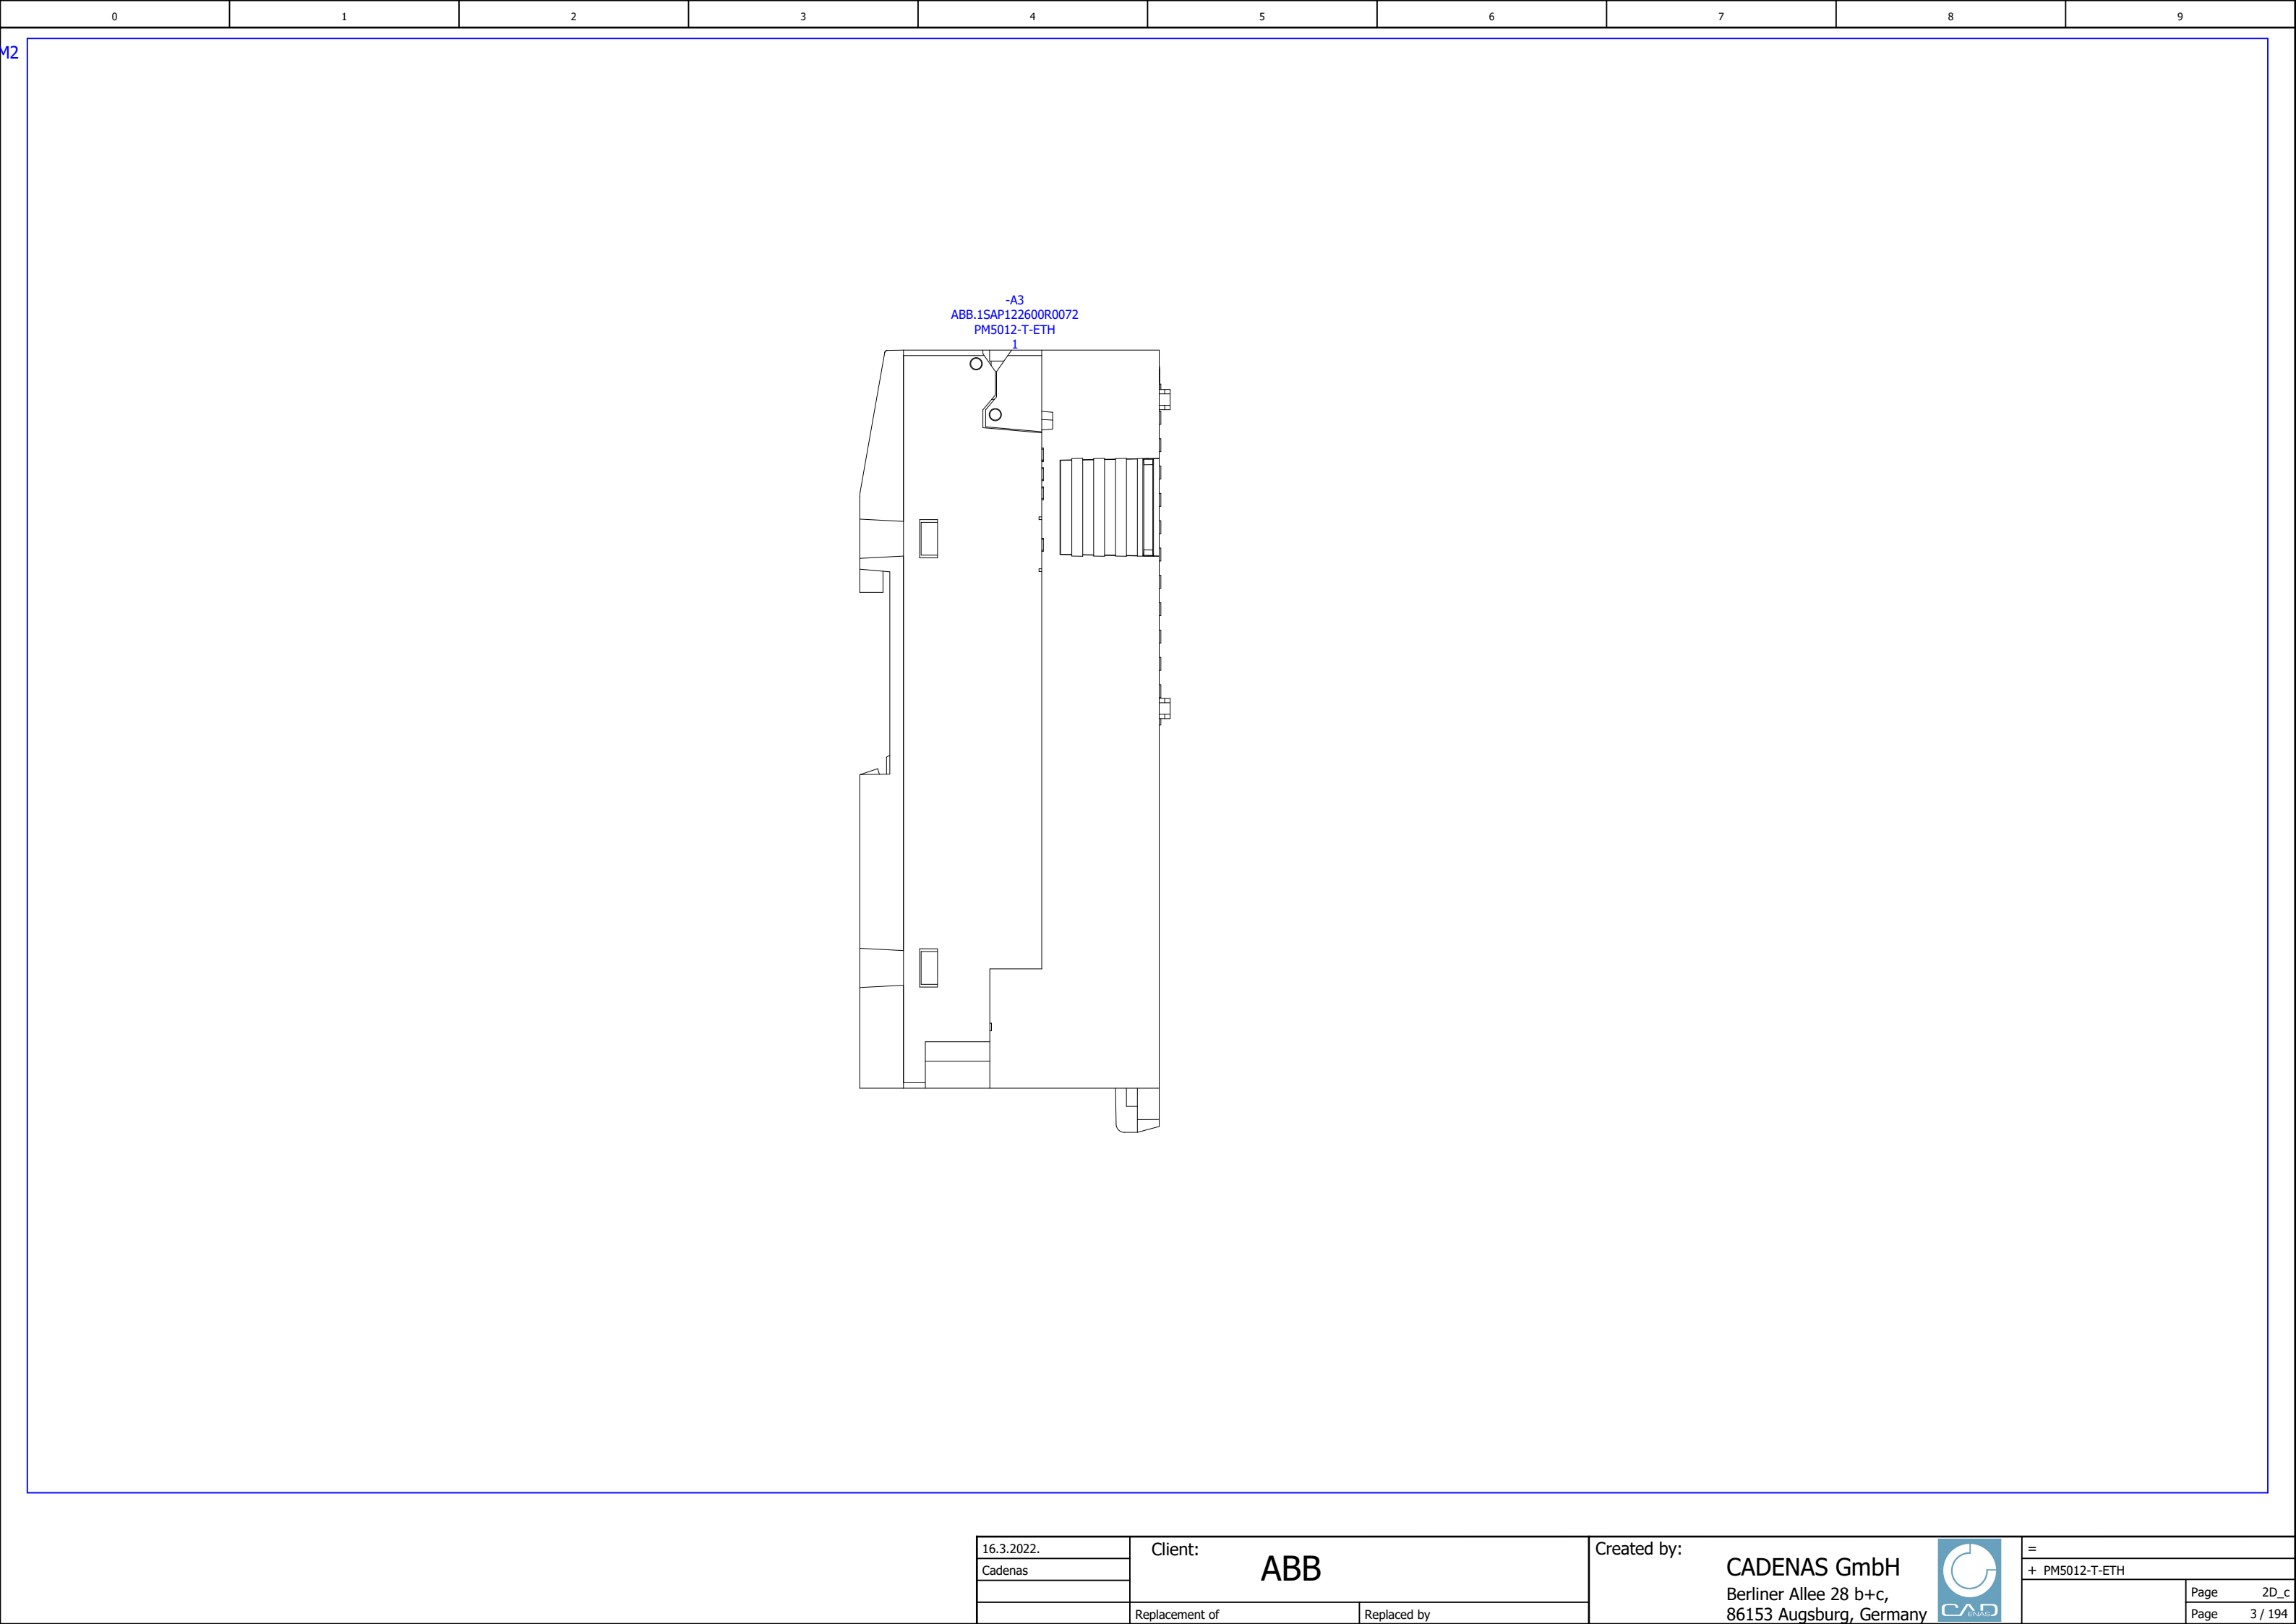 0 1 2 3 4 5 6 7 8 9
M2
-A3
ABB.1SAP122600R0072
PM5012-T-ETH
1
16.3.2022.
Cadenas
Client:
ABB
Replacement of
Replaced by
Created by:
CADENAS GmbH
Berliner Allee 28 b+c,
86153 Augsburg, Germany
CADENAS
=
+ PM5012-T-ETH
Page 2D_c
Page 3 / 194